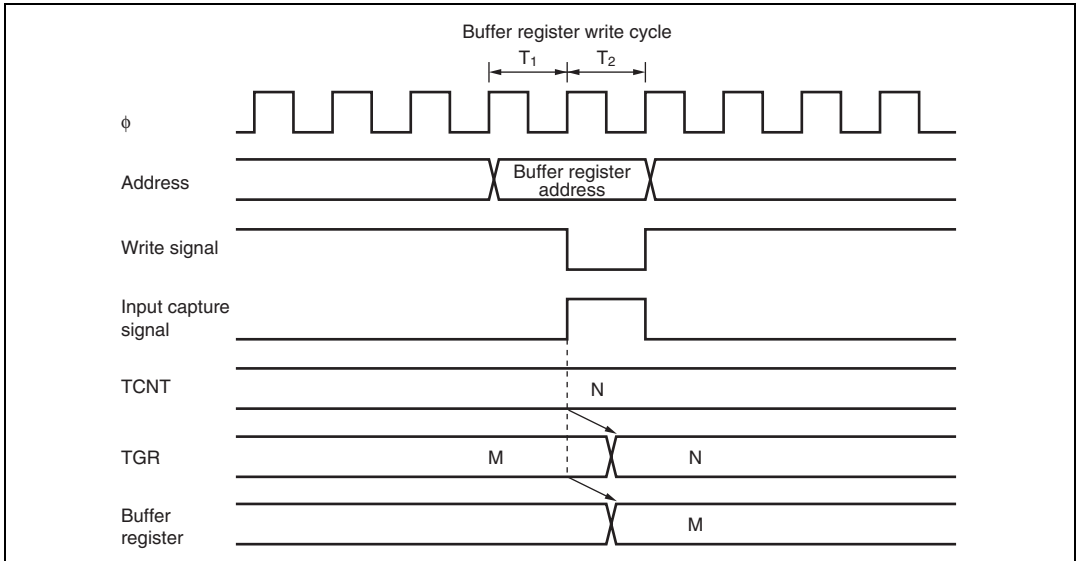 Buffer register write cycle
T₁ T₂
ϕ
Address
Buffer register
address
Write signal
Input capture
signal
TCNT
N
TGR
M N
Buffer
register
M